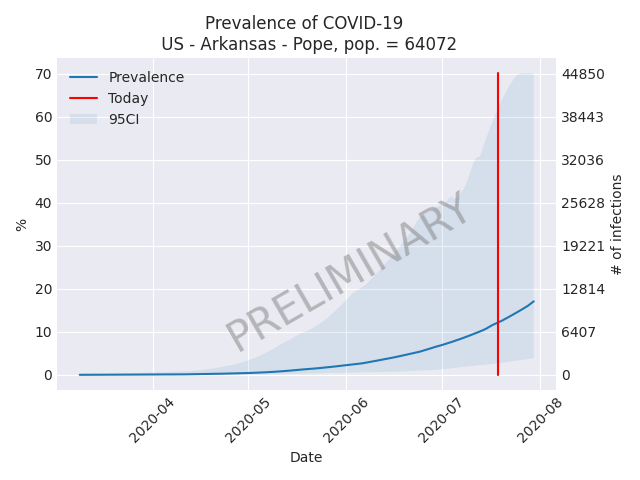 Prevalence of COVID-19
US - Arkansas - Pope, pop. = 64072
Prevalence
Today
95CI
70
60
50
40
30
20
10
0
%
44850
38443
32036
25628
19221
12814
6407
0
# of infections
PRELIMINARY
2020-04
2020-05
2020-06
2020-07
2020-08
Date